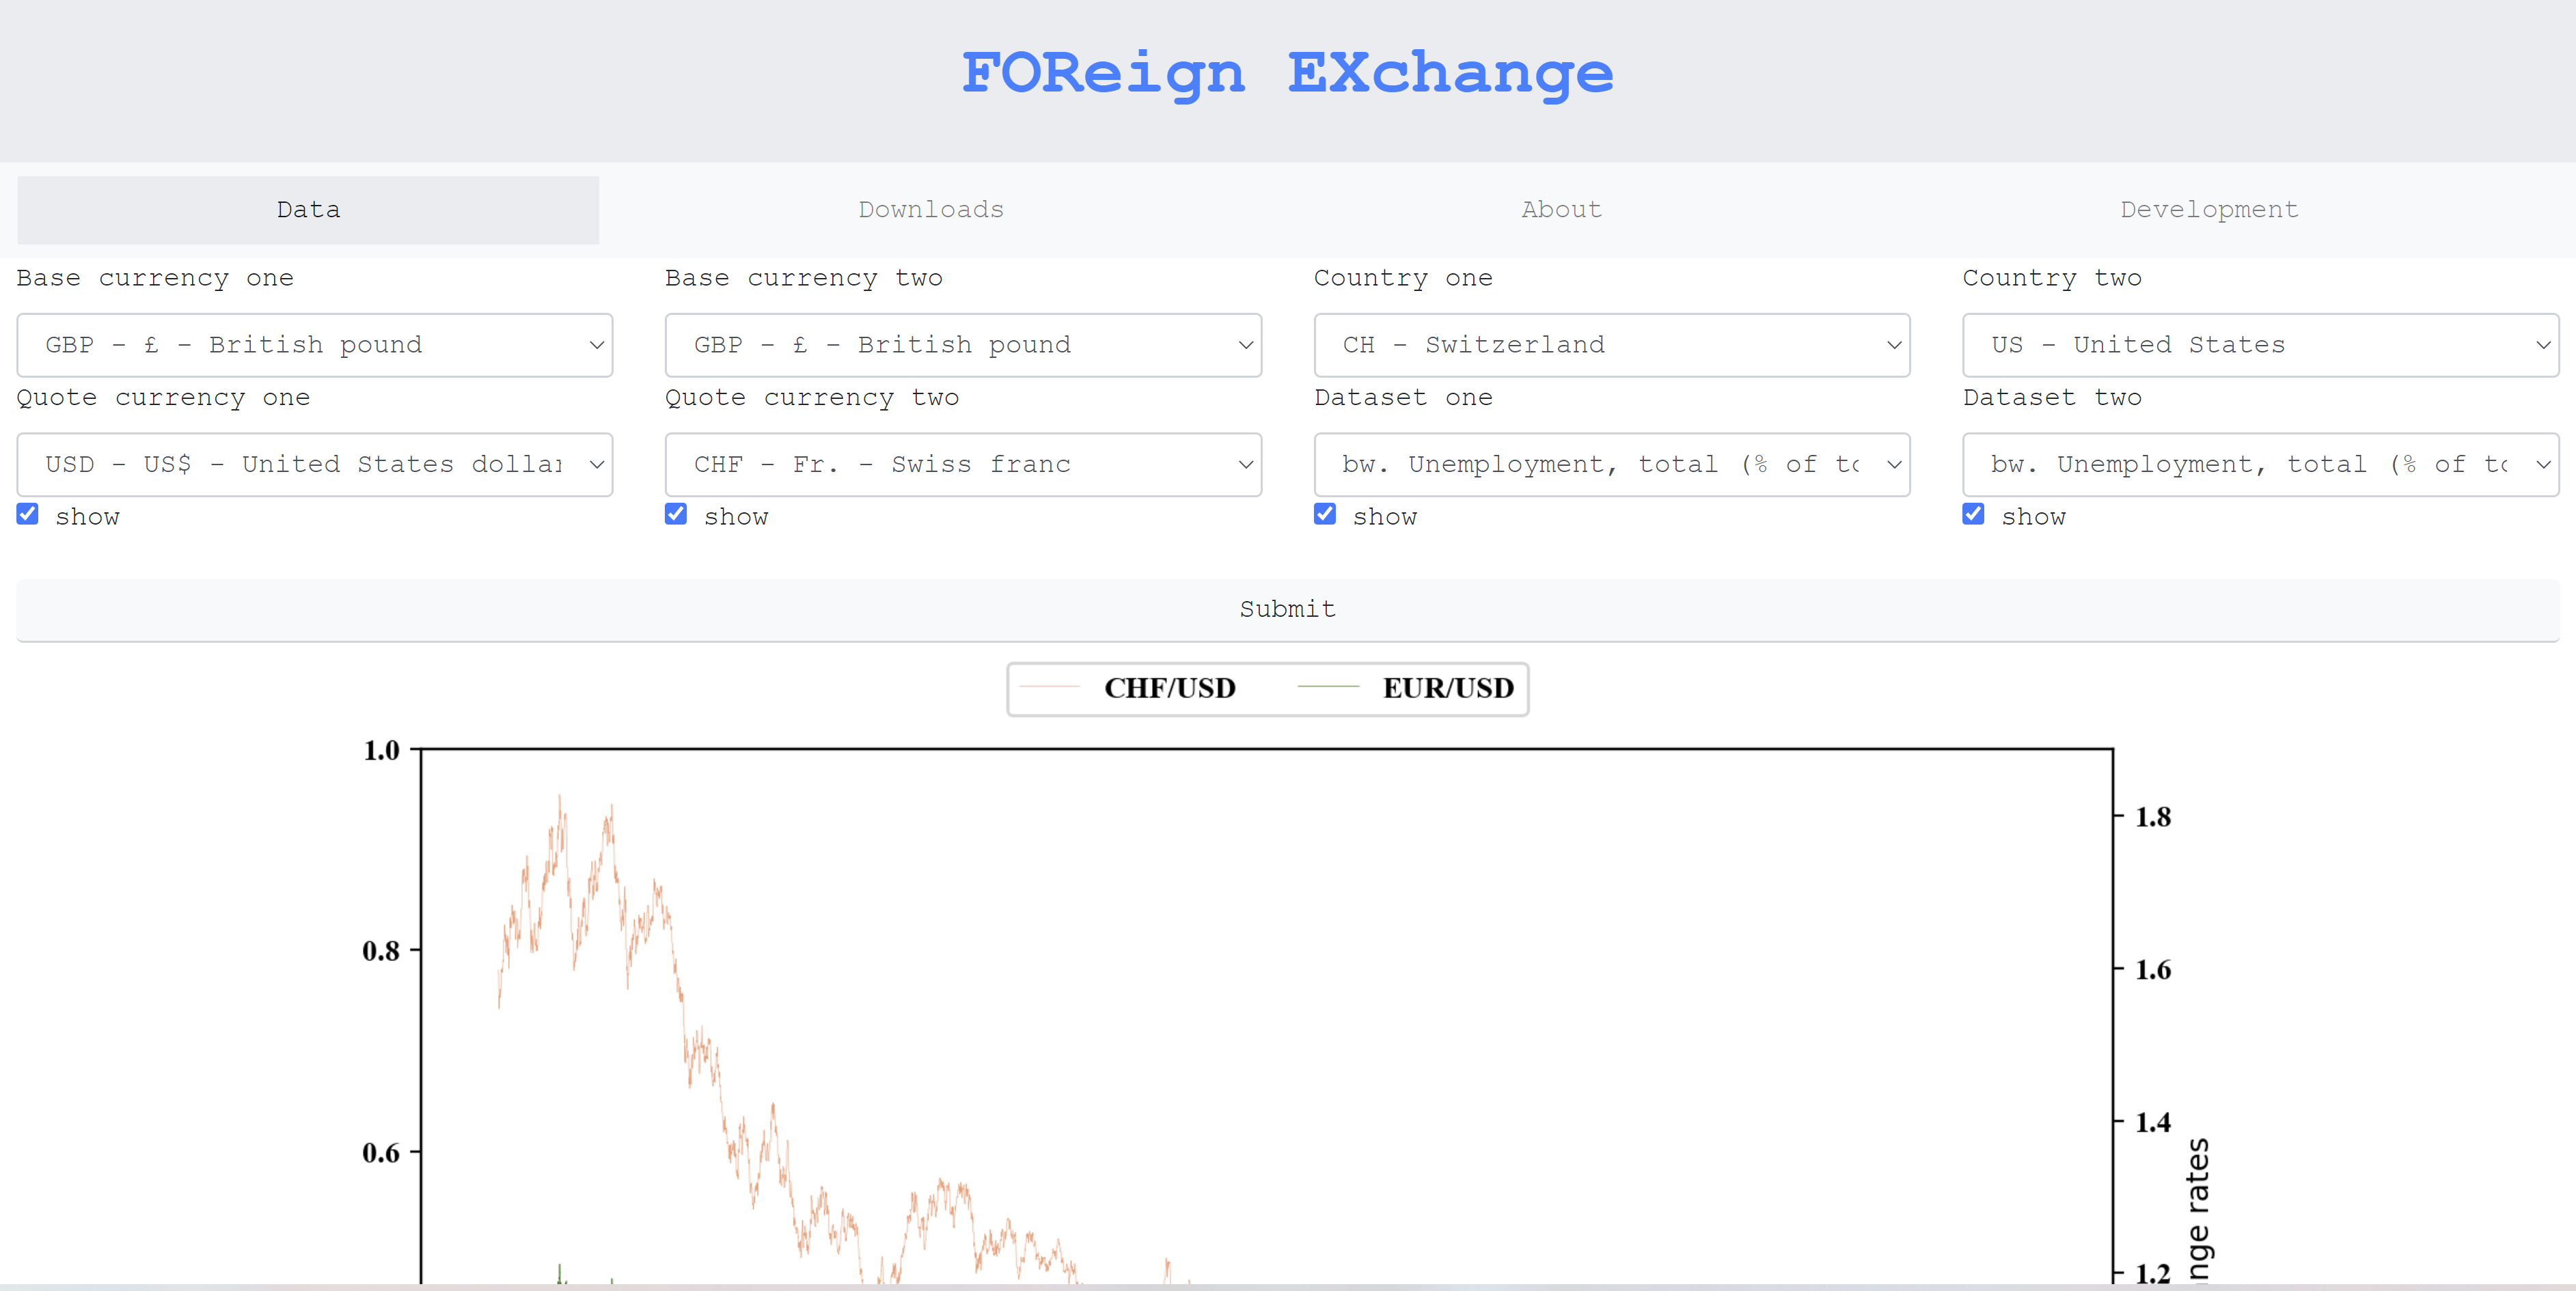 FOReign EXchange
Data
Downloads
About
Development
Base currency one
Base currency two
Country one
Country two
GBP - £ - British pound
GBP - £ - British pound
CH - Switzerland
US - United States
Quote currency one
Quote currency two
Dataset one
Dataset two
USD - US$ - United States dollar
CHF - Fr. - Swiss franc
bw. Unemployment, total (% of to
bw. Unemployment, total (% of to
show
show
show
show
Submit
CHF/USD
EUR/USD
1.0
1.8
0.8
1.6
1.4
0.6
nge rates
1.2